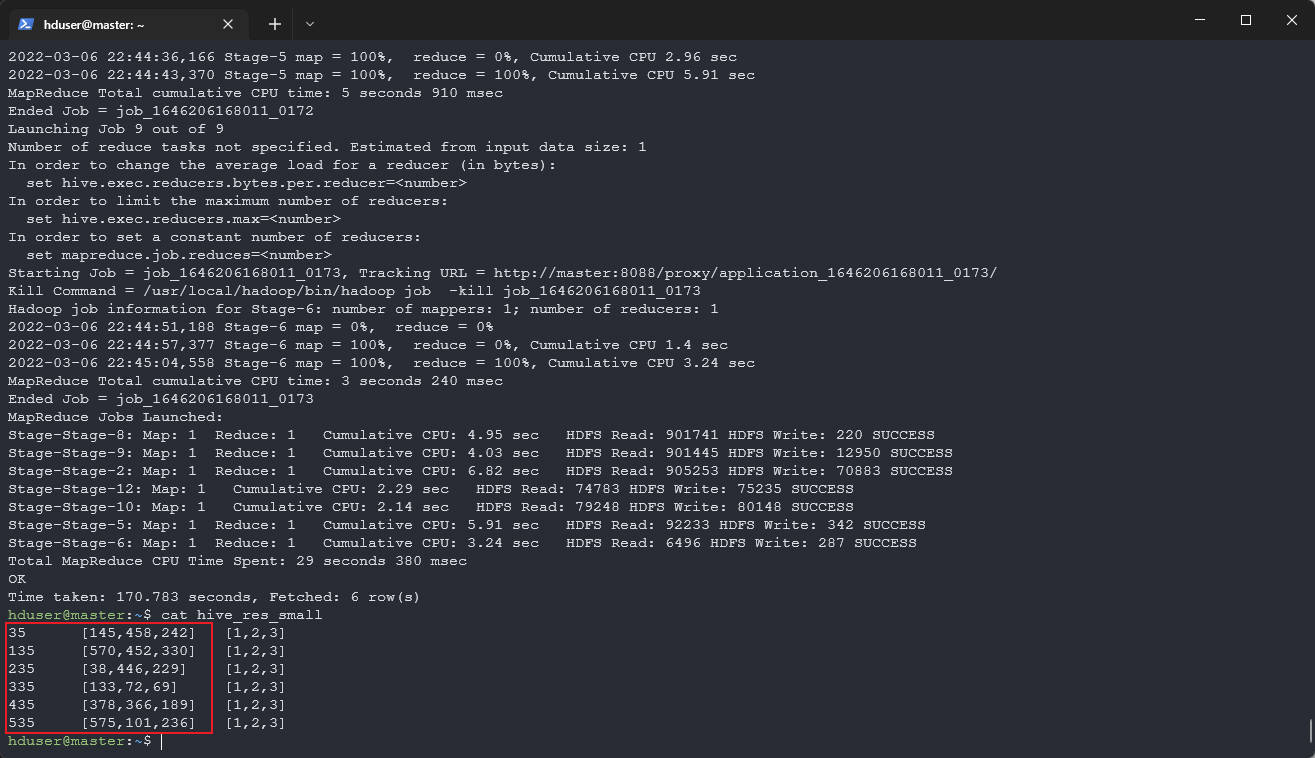 hduser@master: ~
2022-03-06 22:44:36,166 Stage-5 map = 100%,  reduce = 0%, Cumulative CPU 2.96 sec
2022-03-06 22:44:43,370 Stage-5 map = 100%,  reduce = 100%, Cumulative CPU 5.91 sec
MapReduce Total cumulative CPU time: 5 seconds 910 msec
Ended Job = job_1646206168011_0172
Launching Job 9 out of 9
Number of reduce tasks not specified. Estimated from input data size: 1
In order to change the average load for a reducer (in bytes):
  set hive.exec.reducers.bytes.per.reducer=<number>
In order to limit the maximum number of reducers:
  set hive.exec.reducers.max=<number>
In order to set a constant number of reducers:
  set mapreduce.job.reduces=<number>
Starting Job = job_1646206168011_0173, Tracking URL = http://master:8088/proxy/application_1646206168011_0173/
Kill Command = /usr/local/hadoop/bin/hadoop job  -kill job_1646206168011_0173
Hadoop job information for Stage-6: number of mappers: 1; number of reducers: 1
2022-03-06 22:44:51,188 Stage-6 map = 0%,  reduce = 0%
2022-03-06 22:44:57,377 Stage-6 map = 100%,  reduce = 0%, Cumulative CPU 1.4 sec
2022-03-06 22:45:04,558 Stage-6 map = 100%,  reduce = 100%, Cumulative CPU 3.24 sec
MapReduce Total cumulative CPU time: 3 seconds 240 msec
Ended Job = job_1646206168011_0173
MapReduce Jobs Launched:
Stage-Stage-8: Map: 1  Reduce: 1   Cumulative CPU: 4.95 sec   HDFS Read: 901741 HDFS Write: 220 SUCCESS
Stage-Stage-9: Map: 1  Reduce: 1   Cumulative CPU: 4.03 sec   HDFS Read: 901445 HDFS Write: 12950 SUCCESS
Stage-Stage-2: Map: 1  Reduce: 1   Cumulative CPU: 6.82 sec   HDFS Read: 905253 HDFS Write: 70883 SUCCESS
Stage-Stage-12: Map: 1   Cumulative CPU: 2.29 sec   HDFS Read: 74783 HDFS Write: 75235 SUCCESS
Stage-Stage-10: Map: 1   Cumulative CPU: 2.14 sec   HDFS Read: 79248 HDFS Write: 80148 SUCCESS
Stage-Stage-5: Map: 1  Reduce: 1   Cumulative CPU: 5.91 sec   HDFS Read: 92233 HDFS Write: 342 SUCCESS
Stage-Stage-6: Map: 1  Reduce: 1   Cumulative CPU: 3.24 sec   HDFS Read: 6496 HDFS Write: 287 SUCCESS
Total MapReduce CPU Time Spent: 29 seconds 380 msec
OK
Time taken: 170.783 seconds, Fetched: 6 row(s)
hduser@master:~$ cat hive_res_small
35      [145,458,242]   [1,2,3]
135     [570,452,330]   [1,2,3]
235     [38,446,229]    [1,2,3]
335     [133,72,69]     [1,2,3]
435     [378,366,189]   [1,2,3]
535     [575,101,236]   [1,2,3]
hduser@master:~$